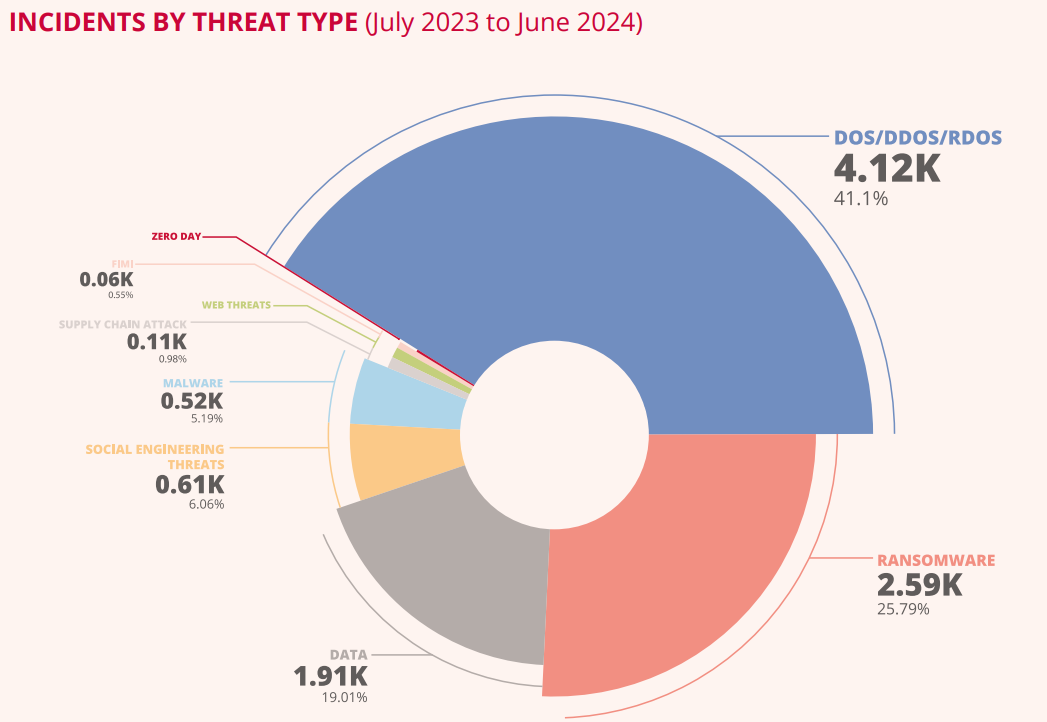 INCIDENTS BY THREAT TYPE (July 2023 to June 2024)
DOS/DDOS/RDOS
4.12K
41.1%
ZERO DAY
FIMI
0.06K
0.55%
WEB THREATS
SUPPLY CHAIN ATTACK
0.11K
0.98%
MALWARE
0.52K
5.19%
SOCIAL ENGINEERING
THREATS
0.61K
6.06%
RANSOMWARE
2.59K
25.79%
DATA
1.91K
19.01%